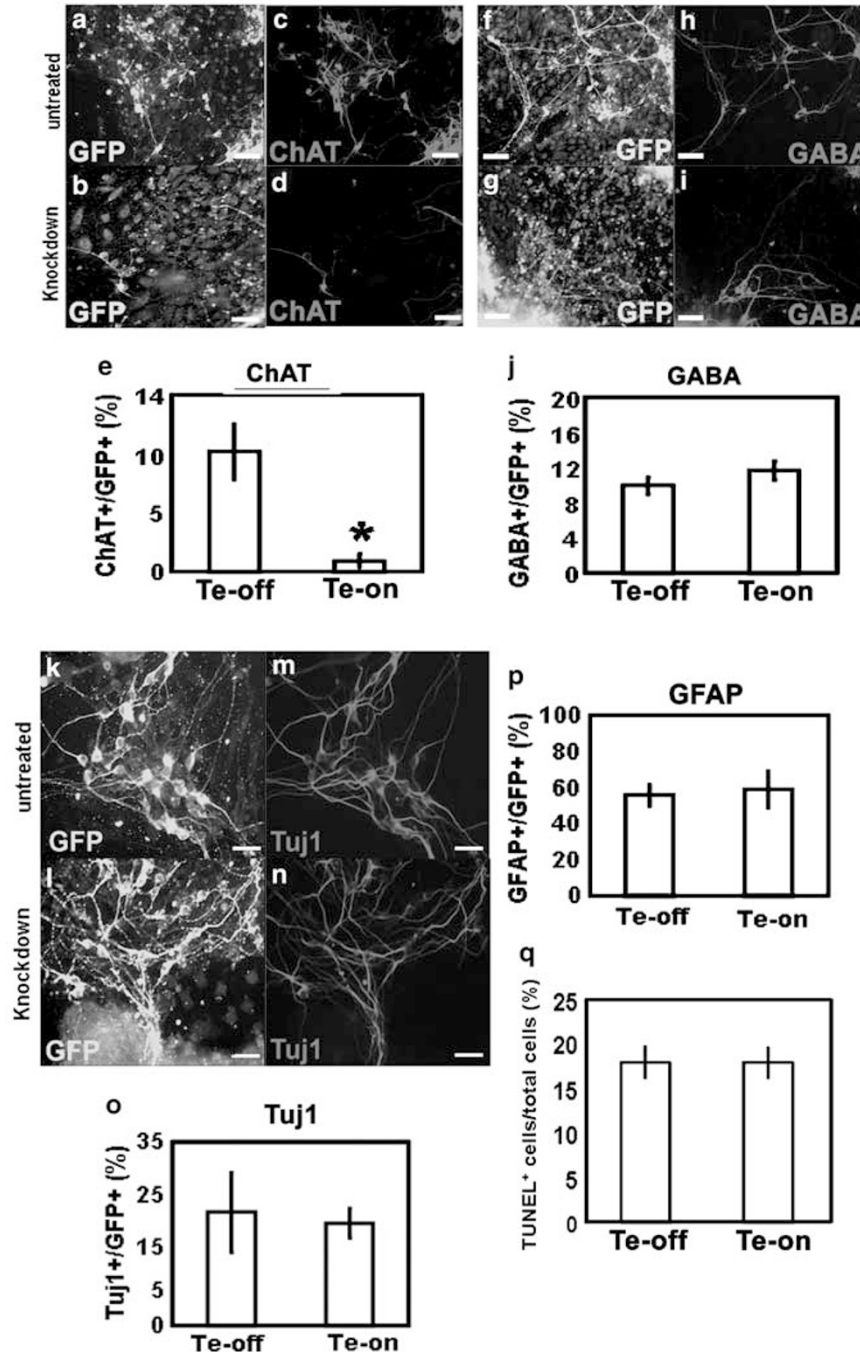 a
c
f
h
untreated
GFP
ChAT
GFP
GABA
b
d
g
i
Knockdown
GFP
ChAT
GFP
GABA
e
ChAT
ChAT+/GFP+ (%)
14
10
5
0
*
Te-off
Te-on
j
GABA
GABA+/GFP+ (%)
20
16
12
8
4
0
Te-off
Te-on
k
m
untreated
GFP
Tuj1
l
n
Knockdown
GFP
Tuj1
p
GFAP
GFAP+/GFP+ (%)
100
80
60
40
20
0
Te-off
Te-on
q
TUNEL+ cells/total cells (%)
25
20
15
10
5
0
Te-off
Te-on
o
Tuj1
Tuj1+/GFP+ (%)
35
25
15
5
0
Te-off
Te-on